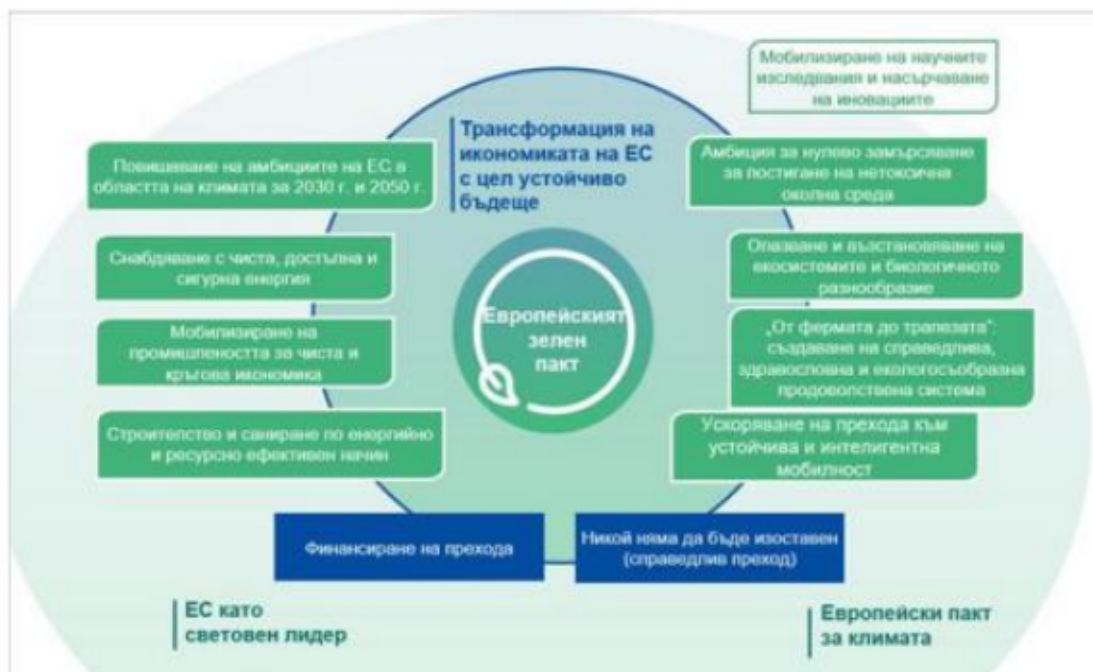 Мобилизиране на научните
изследвания и насърчаване
на иновациите
Трансформация на
икономиката на ЕС
с цел устойчиво
бъдеще
Повишаване на амбициите на ЕС в
областта на климата за 2030 г. и 2050 г.
Амбиция за нулево замърсяване
за постигане на нетоксична
околна среда
Снабдяване с чиста, достъпна и
сигурна енергия
Опазване и възстановяване на
екосистемите и биологичното
разнообразие
Европейският
зелен
пакт
Мобилизиране на
промишлеността за чиста и
кръгова икономика
„От фермата до трапезата“:
създаване на справедлива,
здравословна и екологосъобразна
продоволствена система
Строителство и саниране по енергийно
и ресурсно ефективен начин
Ускоряване на прехода към
устойчива и интелигентна
мобилност
Финансиране на прехода
Никой няма да бъде изоставен
(справедлив преход)
ЕС като
световен лидер
Европейски пакт
за климата